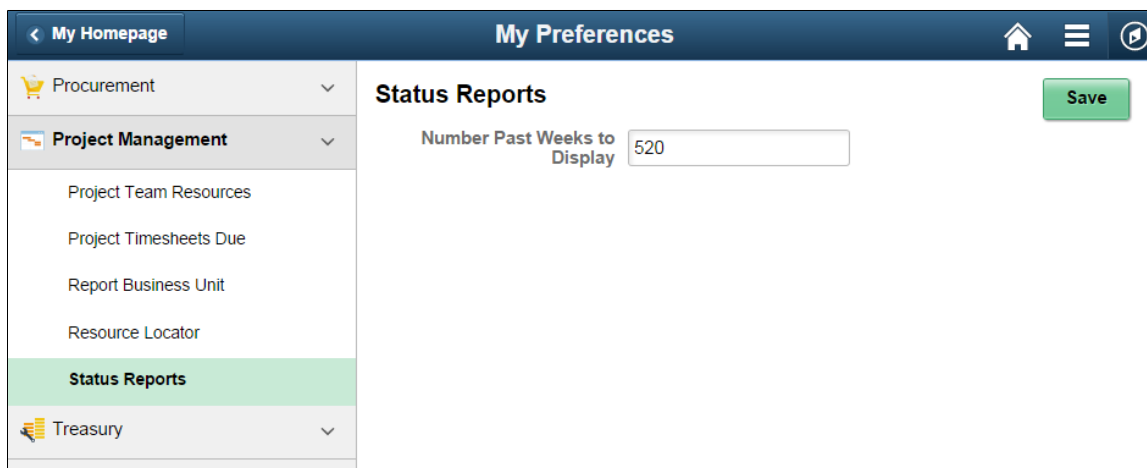 My Homepage
My Preferences
Procurement
Project Management
Project Team Resources
Project Timesheets Due
Report Business Unit
Resource Locator
Status Reports
Treasury
Status Reports
Save
Number Past Weeks to
Display
520